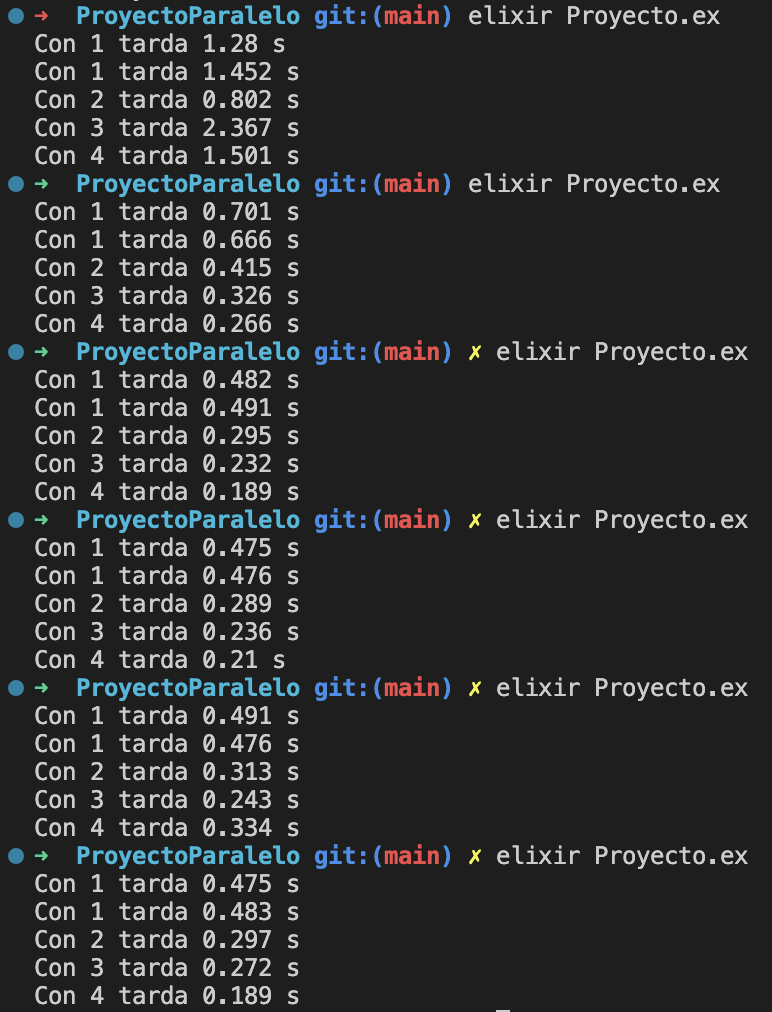 ➜ ProyectoParalelo git:(main) elixir Proyecto.ex
Con 1 tarda 1.28 s
Con 1 tarda 1.452 s
Con 2 tarda 0.802 s
Con 3 tarda 2.367 s
Con 4 tarda 1.501 s
➜ ProyectoParalelo git:(main) elixir Proyecto.ex
Con 1 tarda 0.701 s
Con 1 tarda 0.666 s
Con 2 tarda 0.415 s
Con 3 tarda 0.326 s
Con 4 tarda 0.266 s
➜ ProyectoParalelo git:(main) ✗ elixir Proyecto.ex
Con 1 tarda 0.482 s
Con 1 tarda 0.491 s
Con 2 tarda 0.295 s
Con 3 tarda 0.232 s
Con 4 tarda 0.189 s
➜ ProyectoParalelo git:(main) ✗ elixir Proyecto.ex
Con 1 tarda 0.475 s
Con 1 tarda 0.476 s
Con 2 tarda 0.289 s
Con 3 tarda 0.236 s
Con 4 tarda 0.21 s
➜ ProyectoParalelo git:(main) ✗ elixir Proyecto.ex
Con 1 tarda 0.491 s
Con 1 tarda 0.476 s
Con 2 tarda 0.313 s
Con 3 tarda 0.243 s
Con 4 tarda 0.334 s
➜ ProyectoParalelo git:(main) ✗ elixir Proyecto.ex
Con 1 tarda 0.475 s
Con 1 tarda 0.483 s
Con 2 tarda 0.297 s
Con 3 tarda 0.272 s
Con 4 tarda 0.189 s